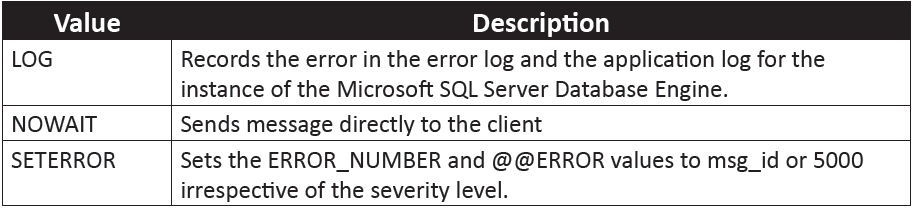 Value Description
LOG Records the error in the error log and the application log for the
instance of the Microsoft SQL Server Database Engine.
NOWAIT Sends message directly to the client
SETERROR Sets the ERROR_NUMBER and @@ERROR values to msg_id or 5000
irrespective of the severity level.